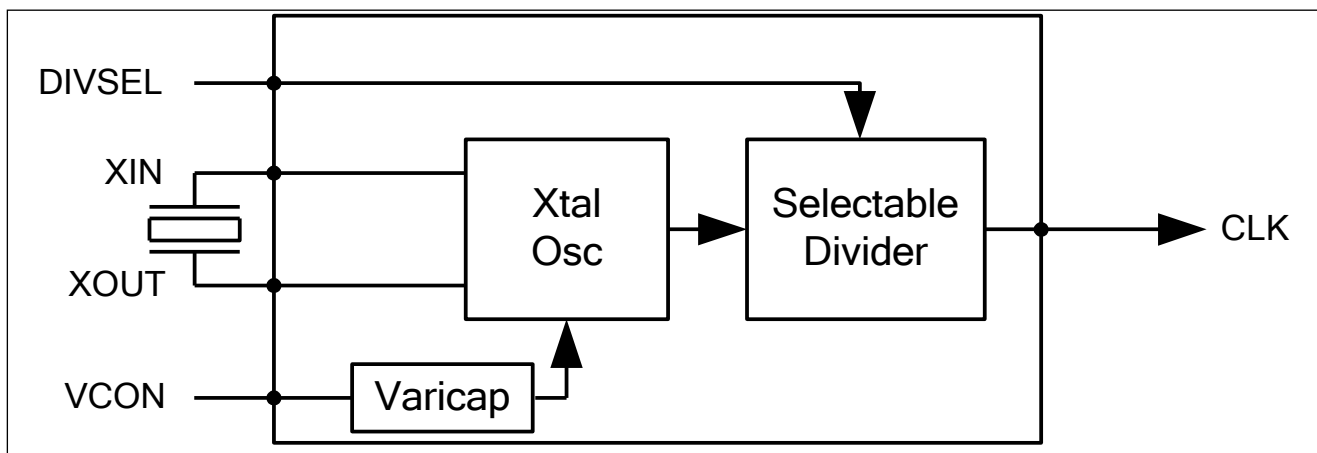 DIVSEL
XIN
XOUT
VCON
Xtal
Osc
Selectable
Divider
Varicap
CLK